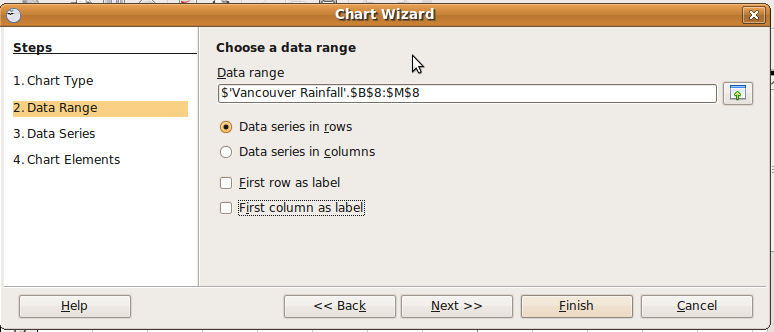 Chart Wizard
Steps
1. Chart Type
2. Data Range
3. Data Series
4. Chart Elements
Choose a data range
Data range
$'Vancouver Rainfall'.$B$8:$M$8
Data series in rows
Data series in columns
First row as label
First column as label
Help
<< Back
Next >>
Finish
Cancel